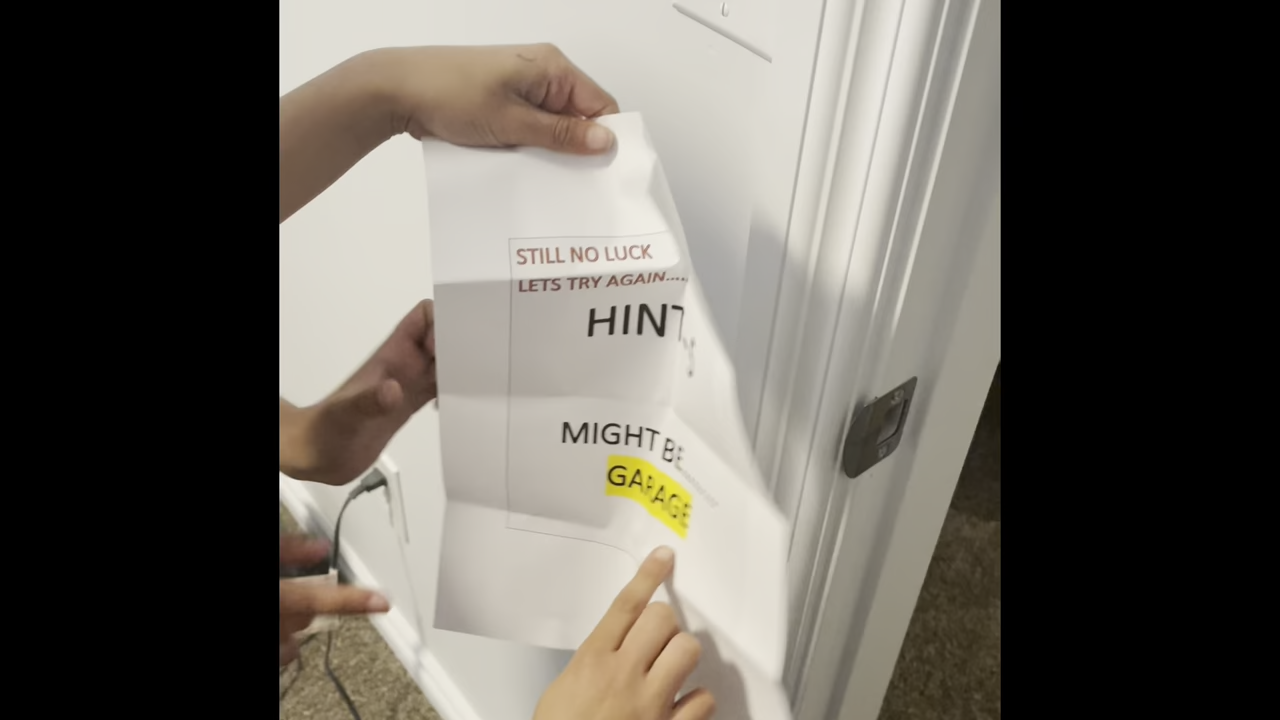 STILL NO LUCK
LETS TRY AGAIN.....
HINT
MIGHT BE..........
GARAGE